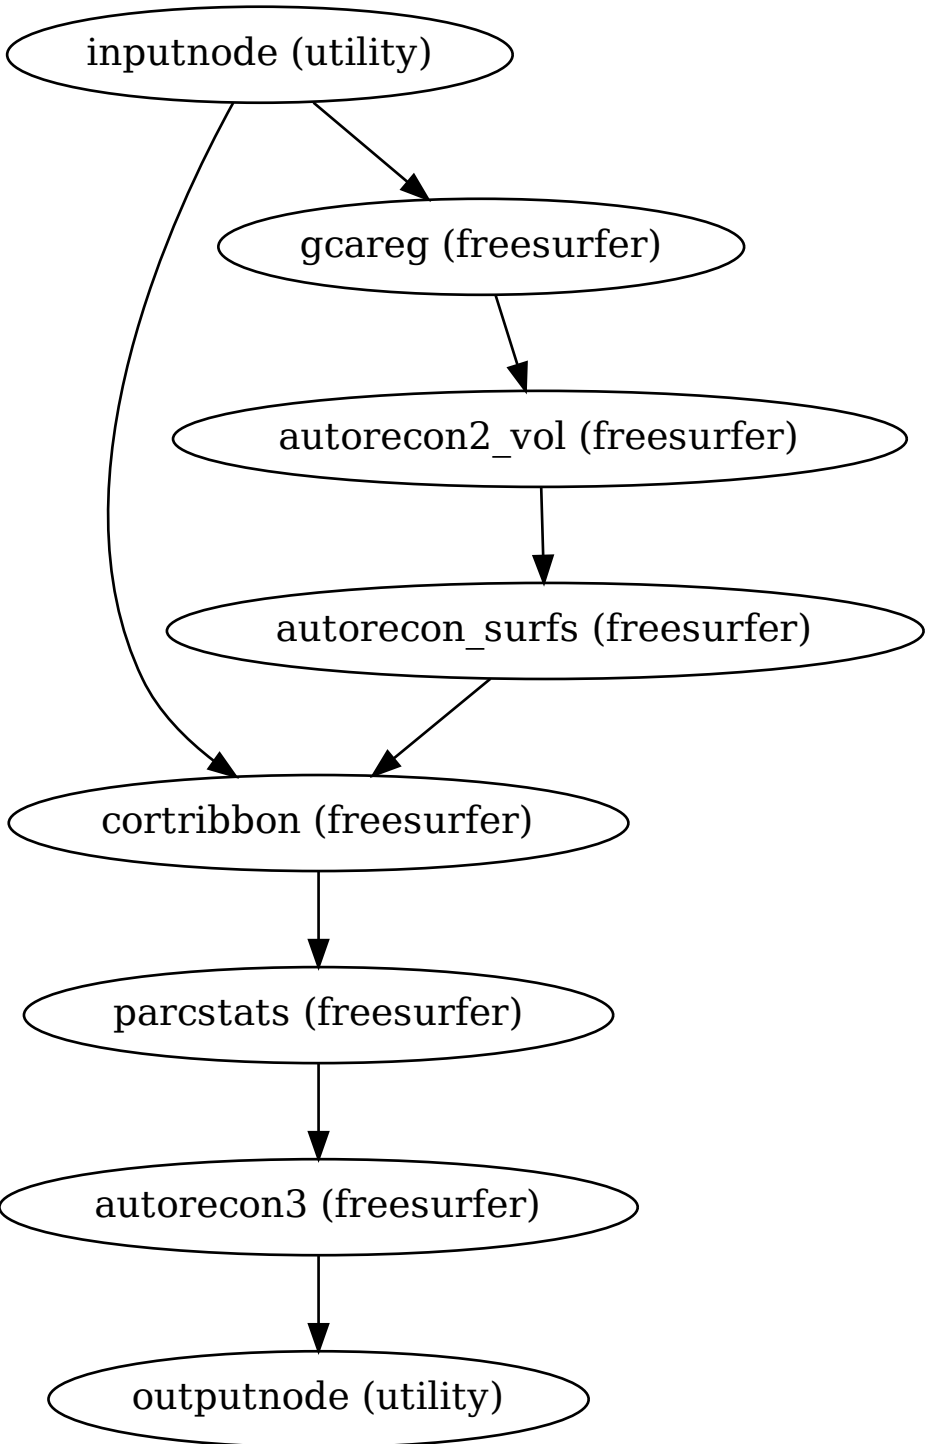 inputnode (utility)
gcareg (freesurfer)
autorecon2_vol (freesurfer)
autorecon_surfs (freesurfer)
cortribbon (freesurfer)
parcstats (freesurfer)
autorecon3 (freesurfer)
outputnode (utility)